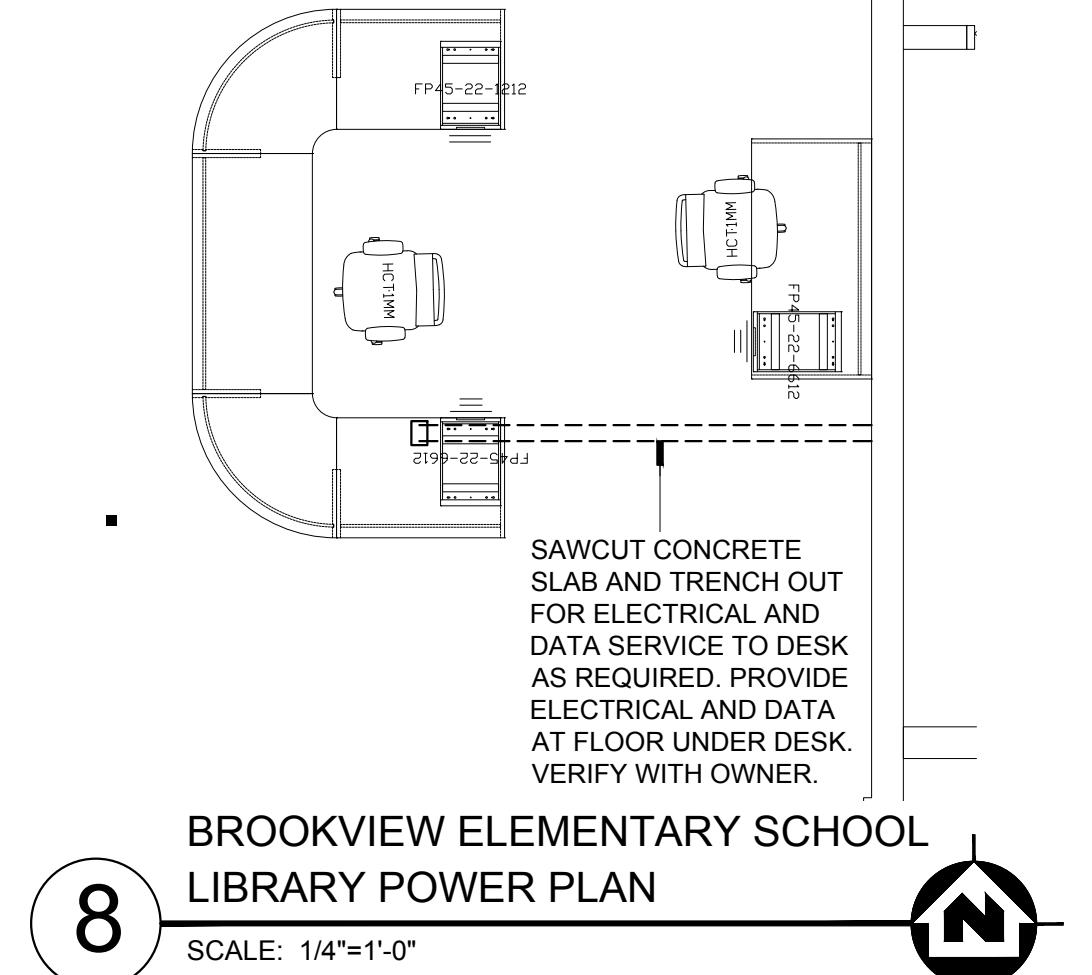 FP45-22-1212
HCT1MM
HCT1MM
FP45-22-6612
FP45-22-6612
SAWCUT CONCRETE
SLAB AND TRENCH OUT
FOR ELECTRICAL AND
DATA SERVICE TO DESK
AS REQUIRED. PROVIDE
ELECTRICAL AND DATA
AT FLOOR UNDER DESK.
VERIFY WITH OWNER.
BROOKVIEW ELEMENTARY SCHOOL
8
LIBRARY POWER PLAN
SCALE: 1/4"=1'-0"
N